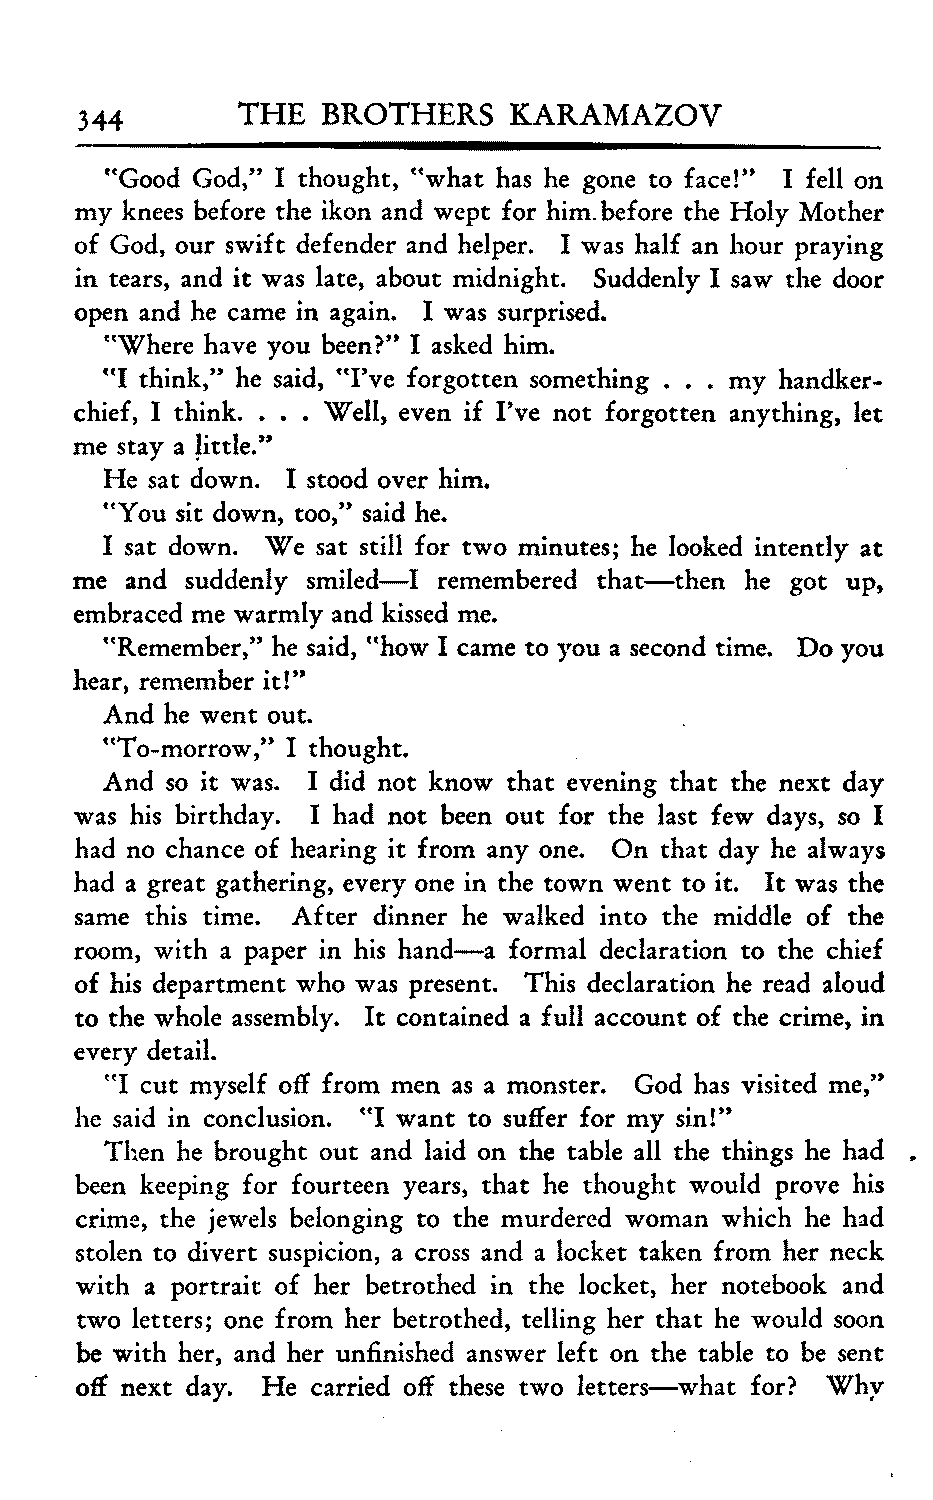 344 THE BROTHERS KARAMAZOV
"Good God," I thought, "what has he gone to face!" I fell on
my knees before the ikon and wept for him. before the Holy Mother
of God, our swift defender and helper. I was half an hour praying
in tears, and it was late, about midnight. Suddenly I saw the door
open and he came in again. I was surprised.
"Where have you been?" I asked him.
"I think," he said, "I've forgotten something . . . my handker-
chief, I think. . . . Well, even if I've not forgotten anything, let
me stay a little."
He sat down. I stood over him.
"You sit down, too," said he.
I sat down. We sat still for two minutes; he looked intently at
me and suddenly smiled—I remembered that—then he got up,
embraced me warmly and kissed me.
"Remember," he said, "how I came to you a second time. Do you
hear, remember it!"
And he went out.
"To-morrow," I thought.
And so it was. I did not know that evening that the next day
was his birthday. I had not been out for the last few days, so I
had no chance of hearing it from any one. On that day he always
had a great gathering, every one in the town went to it. It was the
same this time. After dinner he walked into the middle of the
room, with a paper in his hand—a formal declaration to the chief
of his department who was present. This declaration he read aloud
to the whole assembly. It contained a full account of the crime, in
every detail.
"I cut myself off from men as a monster. God has visited me,"
he said in conclusion. "I want to suffer for my sin!"
Then he brought out and laid on the table all the things he had
been keeping for fourteen years, that he thought would prove his
crime, the jewels belonging to the murdered woman which he had
stolen to divert suspicion, a cross and a locket taken from her neck
with a portrait of her betrothed in the locket, her notebook and
two letters; one from her betrothed, telling her that he would soon
be with her, and her unfinished answer left on the table to be sent
off next day. He carried off these two letters—what for? Why